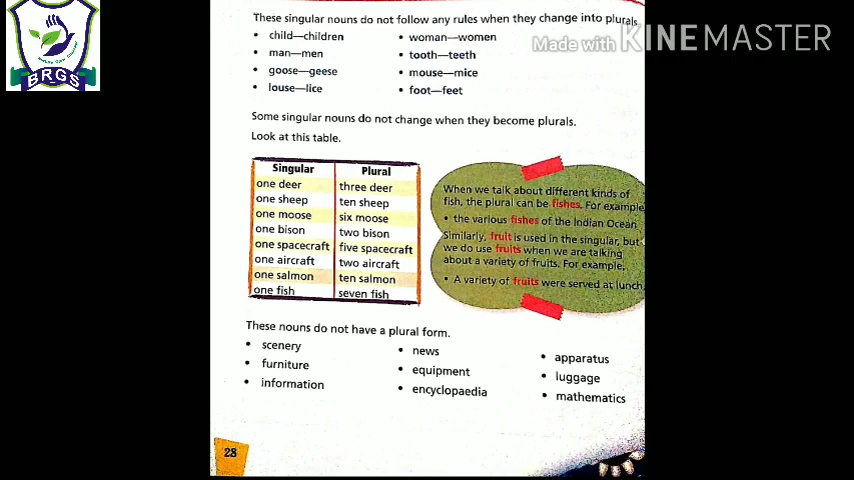 These singular nouns do not follow any rules when they change into plurals
• child—children
• man—men
• goose—geese
• louse—lice
• woman—women
• tooth—teeth
• mouse—mice
• foot—feet
Made with KINEMASTER
BRGS
Some singular nouns do not change when they become plurals.
Look at this table.
Singular Plural
one deer three deer
one sheep ten sheep
one moose six moose
one bison two bison
one spacecraft five spacecraft
one aircraft two aircraft
one salmon ten salmon
one fish seven fish
When we talk about different kinds of
fish, the plural can be fishes. For example
• the various fishes of the Indian Ocean
Similarly, fruit is used in the singular, but
we do use fruits when we are talking
about a variety of fruits. For example,
• A variety of fruits were served at lunch.
These nouns do not have a plural form.
• scenery
• furniture
• information
• news
• equipment
• encyclopaedia
• apparatus
• luggage
• mathematics
28